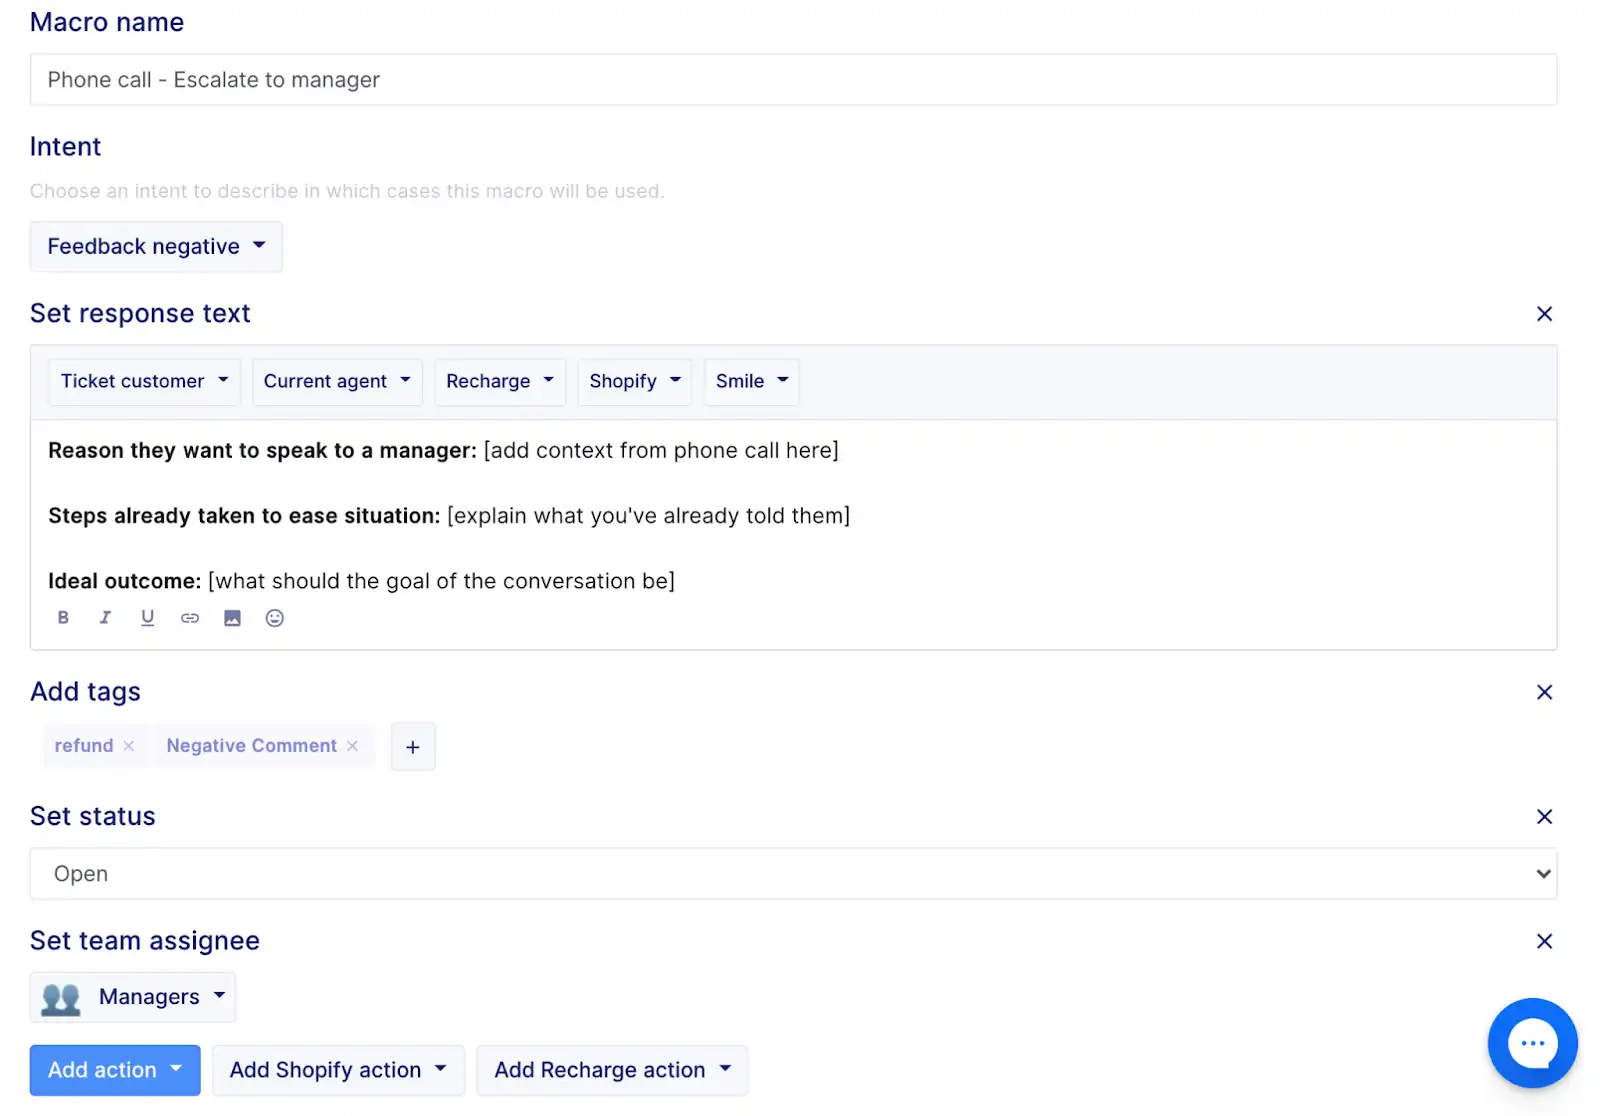 Macro name
Phone call - Escalate to manager
Intent
Choose an intent to describe in which cases this macro will be used.
Feedback negative
Set response text
Ticket customer Current agent Recharge Shopify Smile
Reason they want to speak to a manager: [add context from phone call here]
Steps already taken to ease situation: [explain what you've already told them]
Ideal outcome: [what should the goal of the conversation be]
B I U
Add tags
refund Negative Comment +
Set status
Open
Set team assignee
Managers
Add action Add Shopify action Add Recharge action